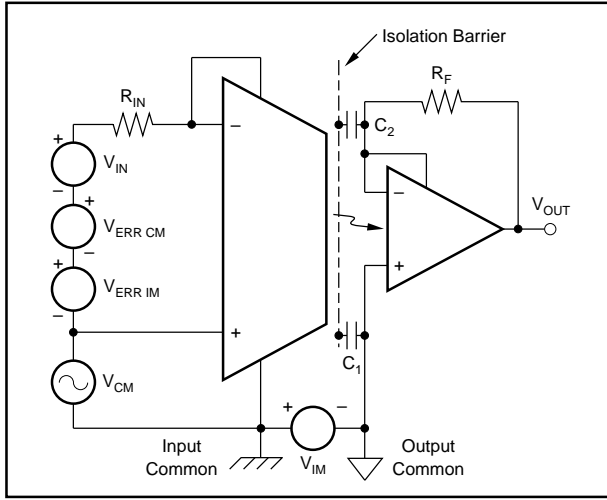 Isolation Barrier
R_IN
R_F
C_2
−
+
V_IN
−
−
V_OUT
+
V_ERR CM
−
+
+
V_ERR IM
−
+
C_1
V_CM
+
−
Input
Common
V_IM
Output
Common